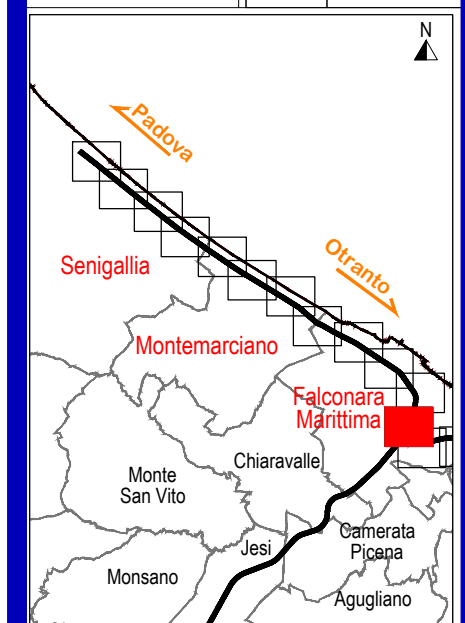 N
Padova
Otranto
Senigallia
Montemarciano
Falconara
Marittima
Chiaravalle
Monte
San Vito
Camerata
Picena
Jesi
Monsano
Agugliano